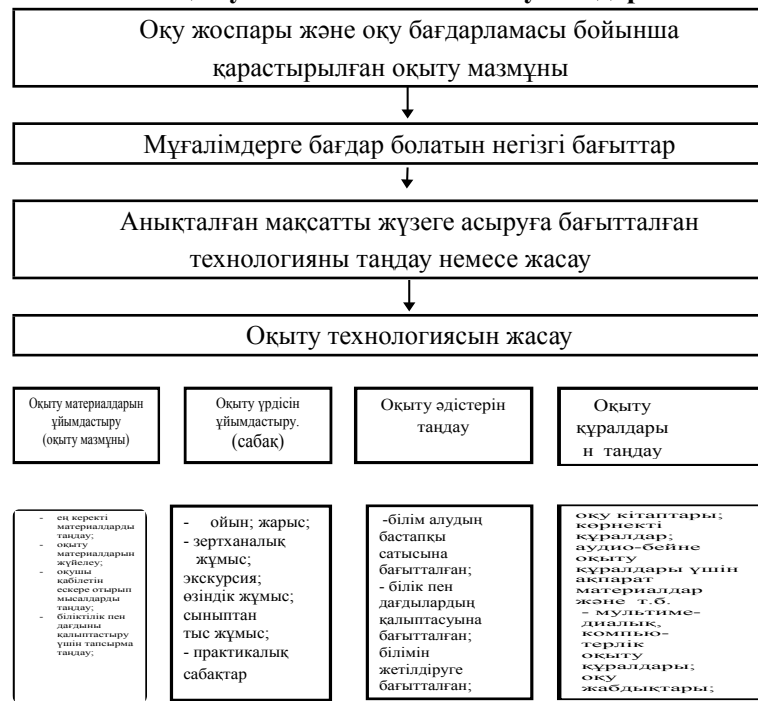 Оқу жоспары және оқу бағдарламасы бойынша
қарастырылған оқыту мазмұны
Мұғалімдерге бағдар болатын негізгі бағыттар
Анықталған мақсатты жүзеге асыруға бағытталған
технологияны таңдау немесе жасау
Оқыту технологиясын жасау
Оқыту материалдарын
ұйымдастыру
(оқыту мазмұны)
Оқыту үрдісін
ұйымдастыру.
(сабақ)
Оқыту әдістерін
таңдау
Оқыту
құралдары
н таңдау
- ең керекті
материалдарды
таңдау;
- оқыту
материалдарын
жүйелеу;
- оқушы
қабілетін
ескере отырып
мысалдарды
таңдау;
- біліктілік пен
дағдыны
қалыптастыру
үшін тапсырма
таңдау;
- ойын; жарыс;
- зертханалық
жұмыс;
экскурсия;
өзіндік жұмыс;
сыныптан
тыс жұмыс;
- практикалық
сабақтар
-білім алудың
бастапқы
сатысына
бағытталған;
- білік пен
дағдылардың
қалыптасуына
бағытталған;
білімін
жетілдіруге
бағытталған;
оқу кітаптары;
көрнекті
құралдар;
аудио-бейне
оқыту
құралдары үшін
ақпарат
материалдар
және т.б.
- мультиме-
диалық,
компью-
терлік
оқыту
құралдары;
оқу
жабдықтары;